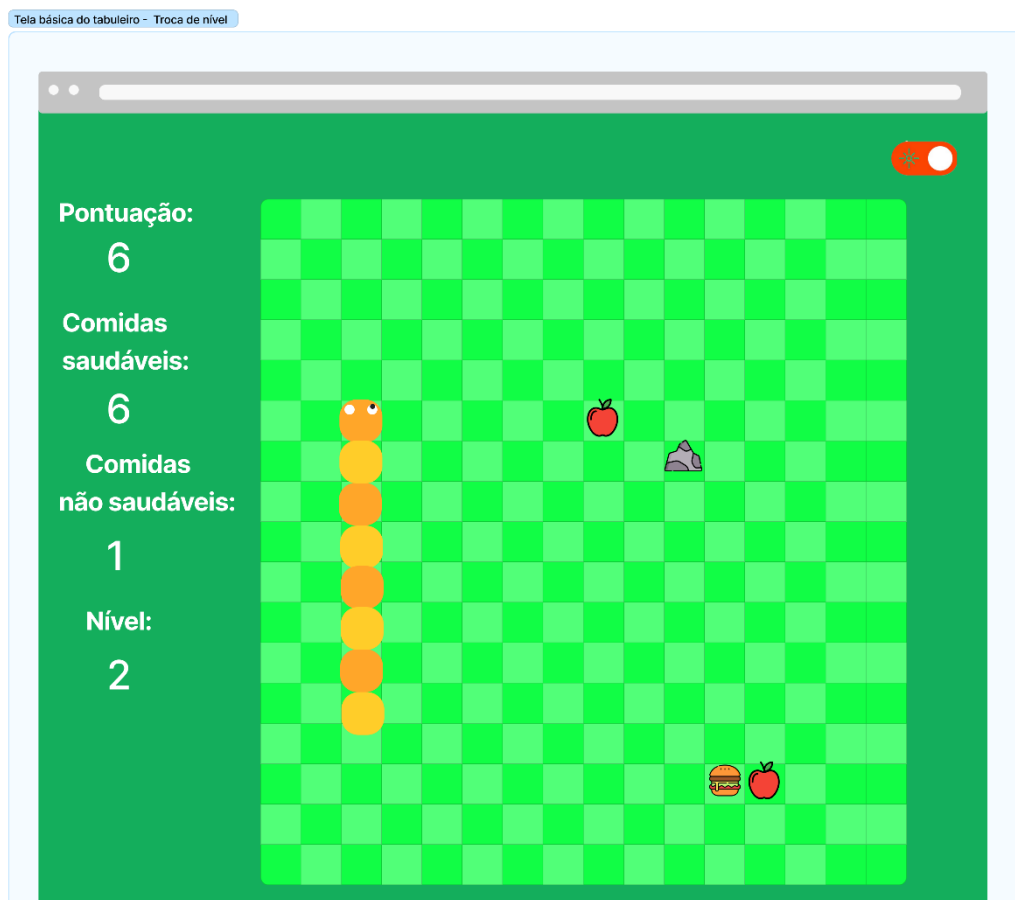 Tela básica do tabuleiro - Troca de nível
Pontuação:
6
Comidas
saudáveis:
6
Comidas
não saudáveis:
1
Nível:
2